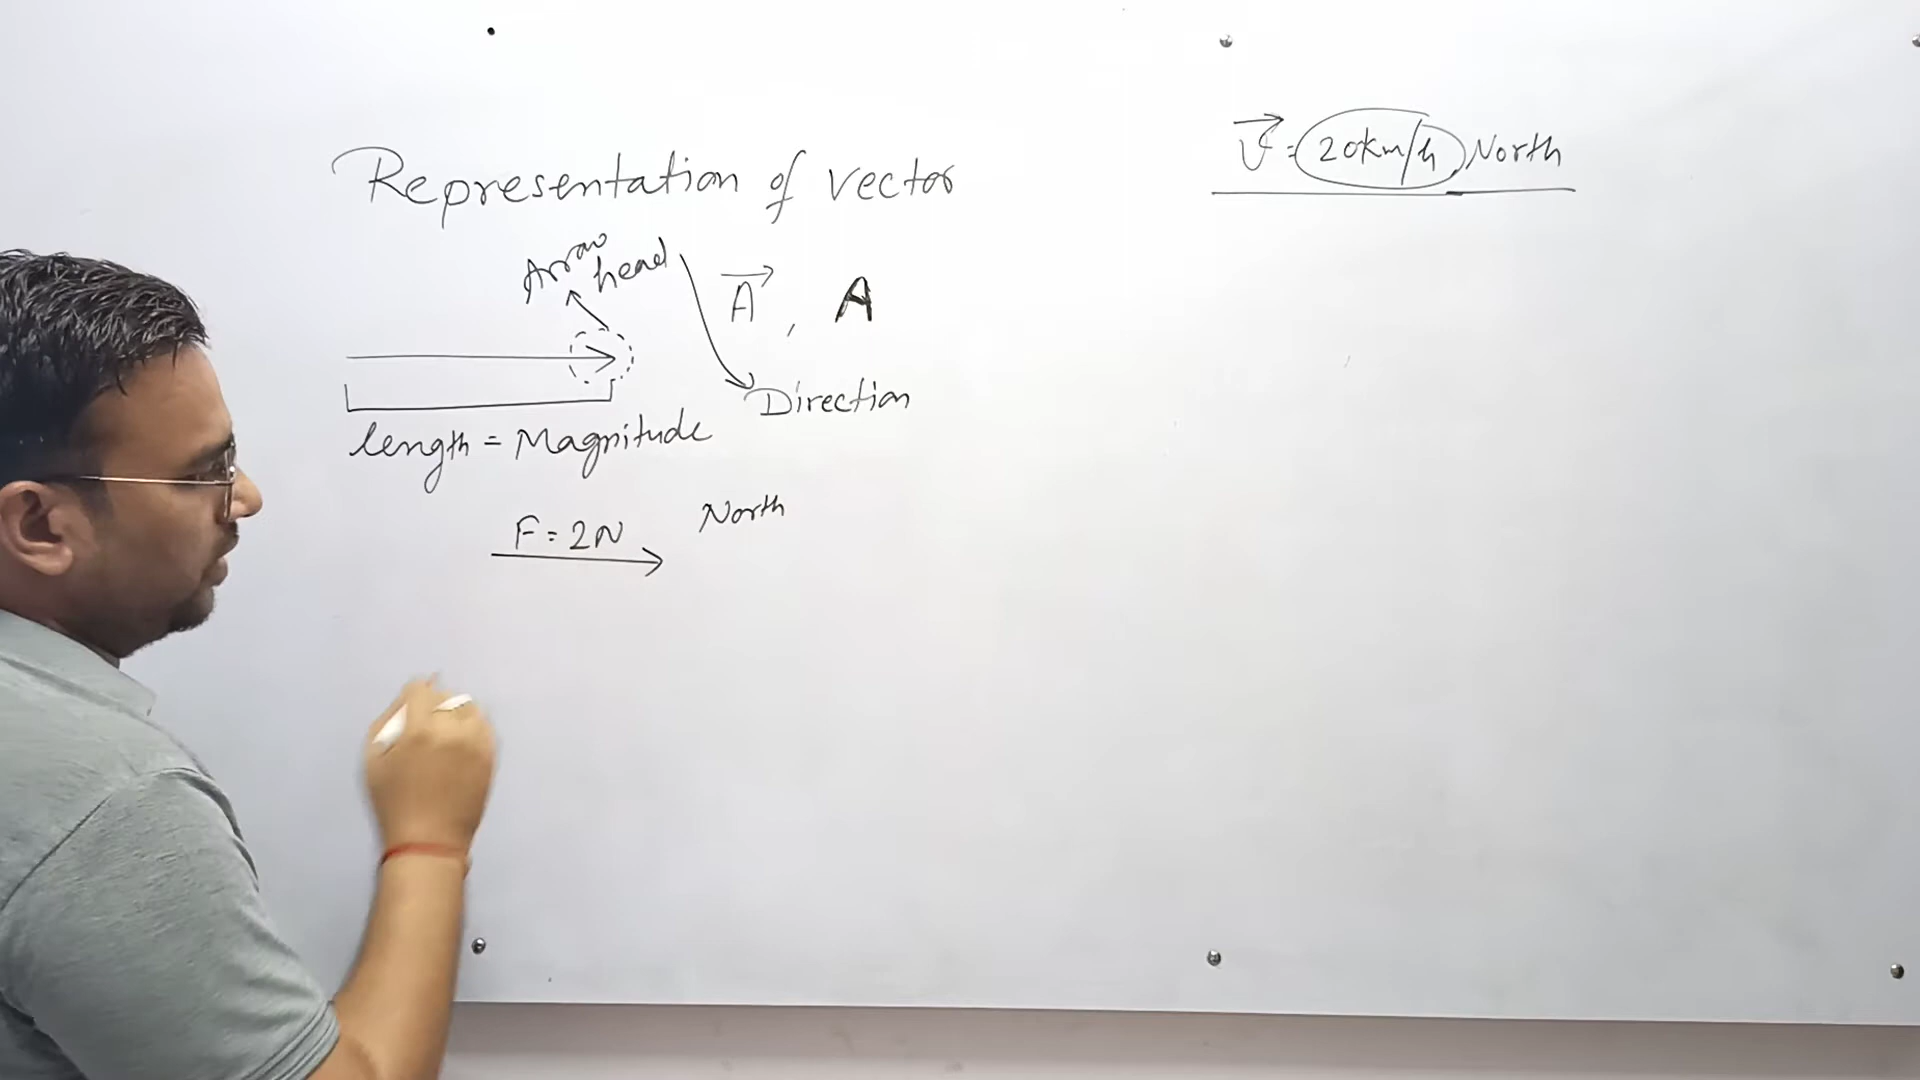 Representation of vector
Arrow head
A⃗ , A
Direction
length = Magnitude
F = 2N
North
v⃗ = 20km/h, North